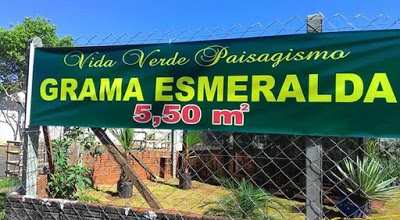 Vida Verde Paisagismo
GRAMA ESMERALDA
5,50 m²